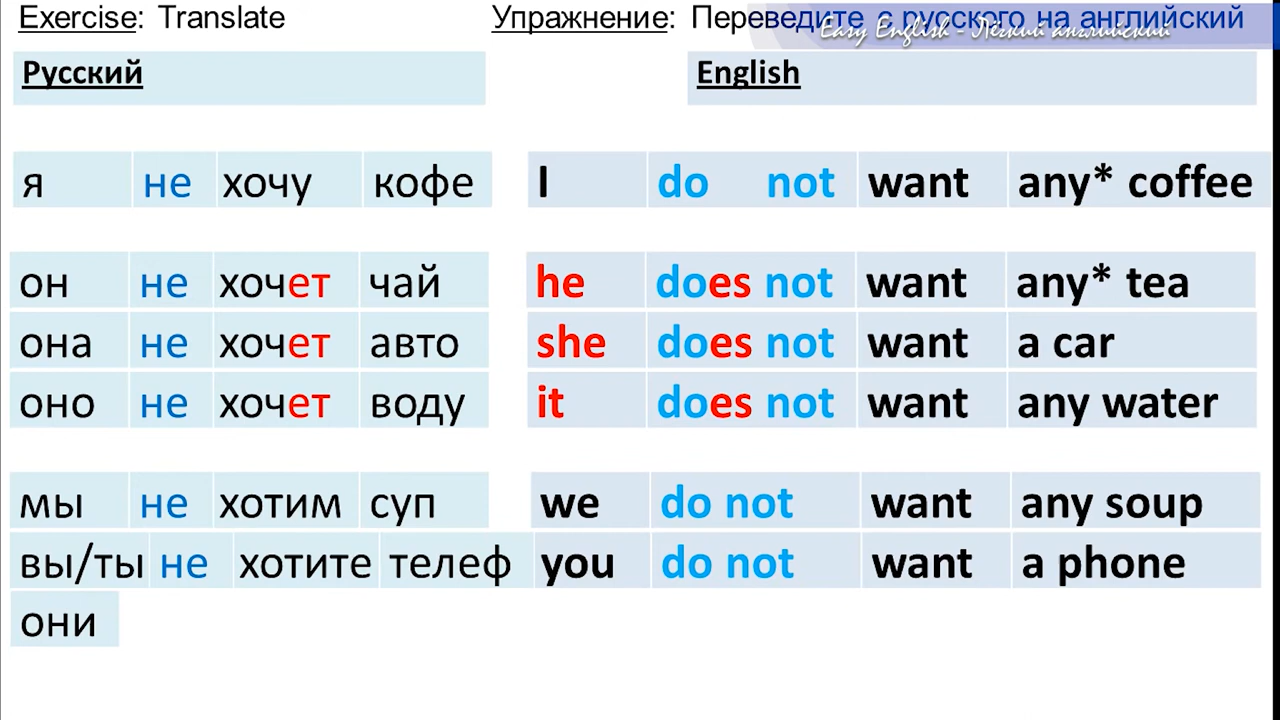 Exercise: Translate Упражнение: Переведите с русского на английский
Easy English - Лёгкий английский
Русский English
я не хочу кофе I do not want any* coffee
он не хочет чай he does not want any* tea
она не хочет авто she does not want a car
оно не хочет воду it does not want any water
мы не хотим суп we do not want any soup
вы/ты не хотите телеф you do not want a phone
они